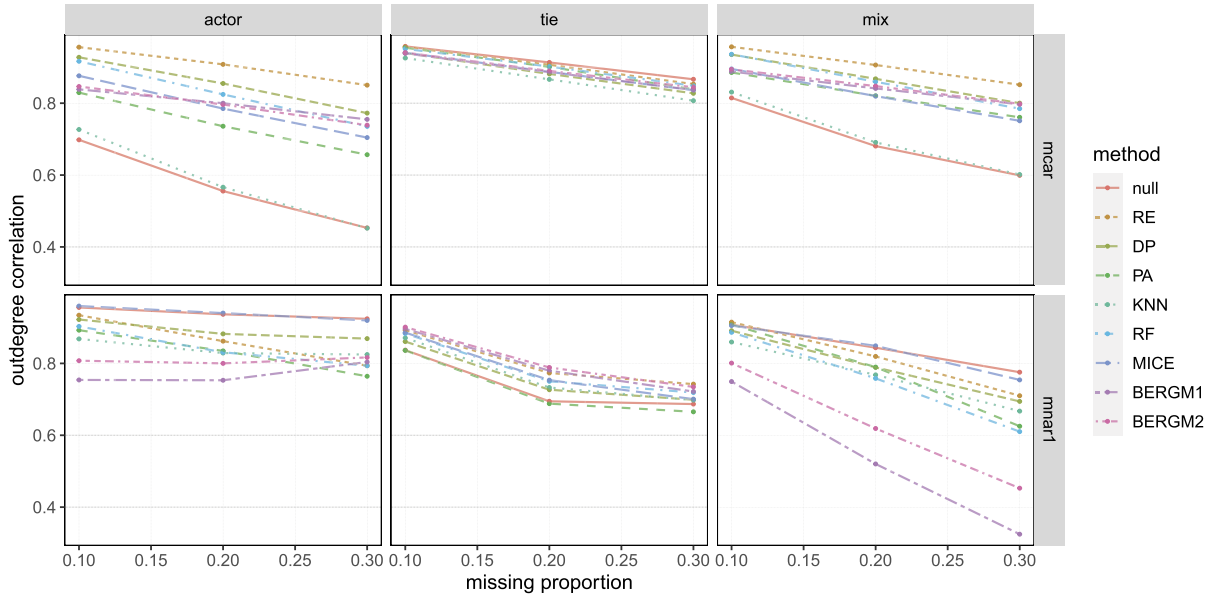 actor tie mix
0.8
0.6
0.4
mcar
outdegree correlation
0.8
0.6
0.4
mnar1
0.10 0.15 0.20 0.25 0.30 0.10 0.15 0.20 0.25 0.30 0.10 0.15 0.20 0.25 0.30
missing proportion
method
null
RE
DP
PA
KNN
RF
MICE
BERGM1
BERGM2